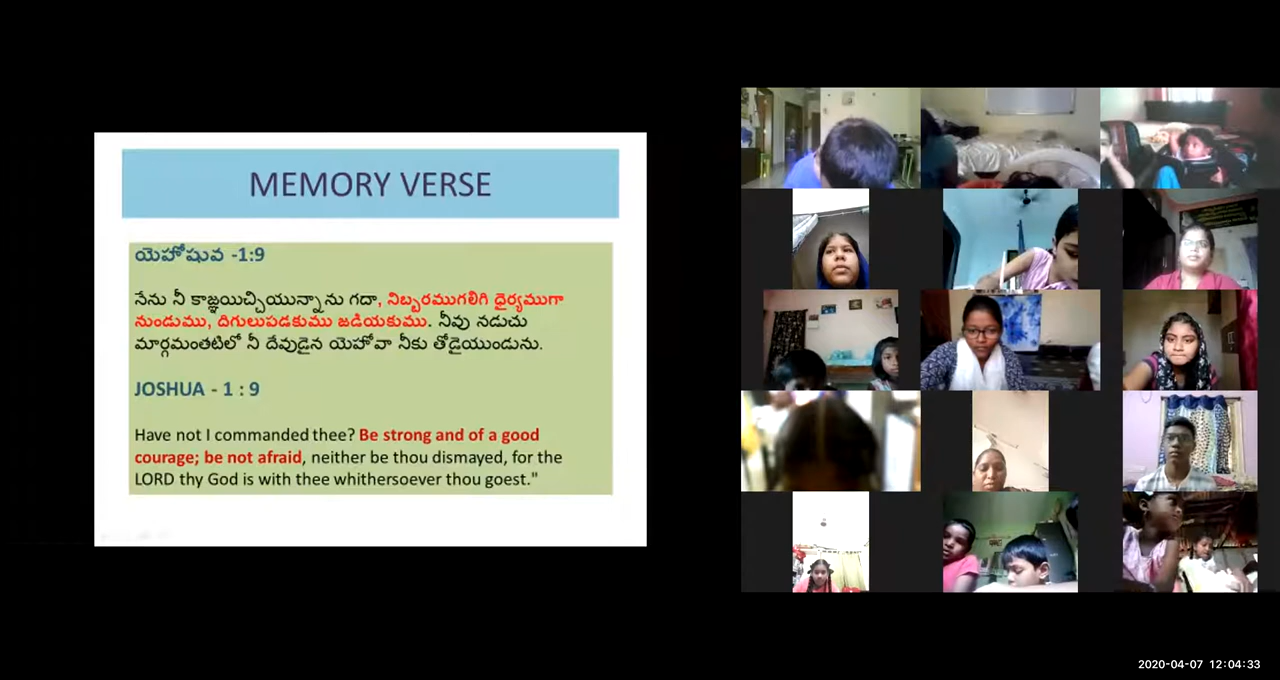 MEMORY VERSE
యెహోషువ -1:9
నేను నీ కాజ్ఞయిచ్చియున్నాను గదా, నిబ్బరముగలిగి ధైర్యముగా
నుండుము, దిగులుపడకుము జడియకుము. నీవు నడుచు
మార్గమంతటిలో నీ దేవుడైన యెహోవా నీకు తోడైయుండును.
JOSHUA - 1 : 9
Have not I commanded thee? Be strong and of a good
courage; be not afraid, neither be thou dismayed, for the
LORD thy God is with thee whithersoever thou goest."
2020-04-07 12:04:33